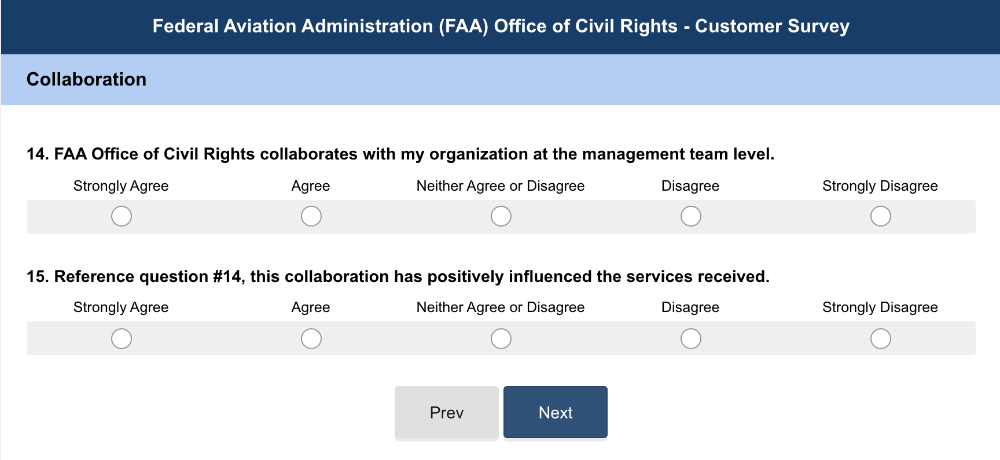 Federal Aviation Administration (FAA) Office of Civil Rights - Customer Survey
Collaboration
14. FAA Office of Civil Rights collaborates with my organization at the management team level.
Strongly Agree Agree Neither Agree or Disagree Disagree Strongly Disagree
15. Reference question #14, this collaboration has positively influenced the services received.
Strongly Agree Agree Neither Agree or Disagree Disagree Strongly Disagree
Prev Next